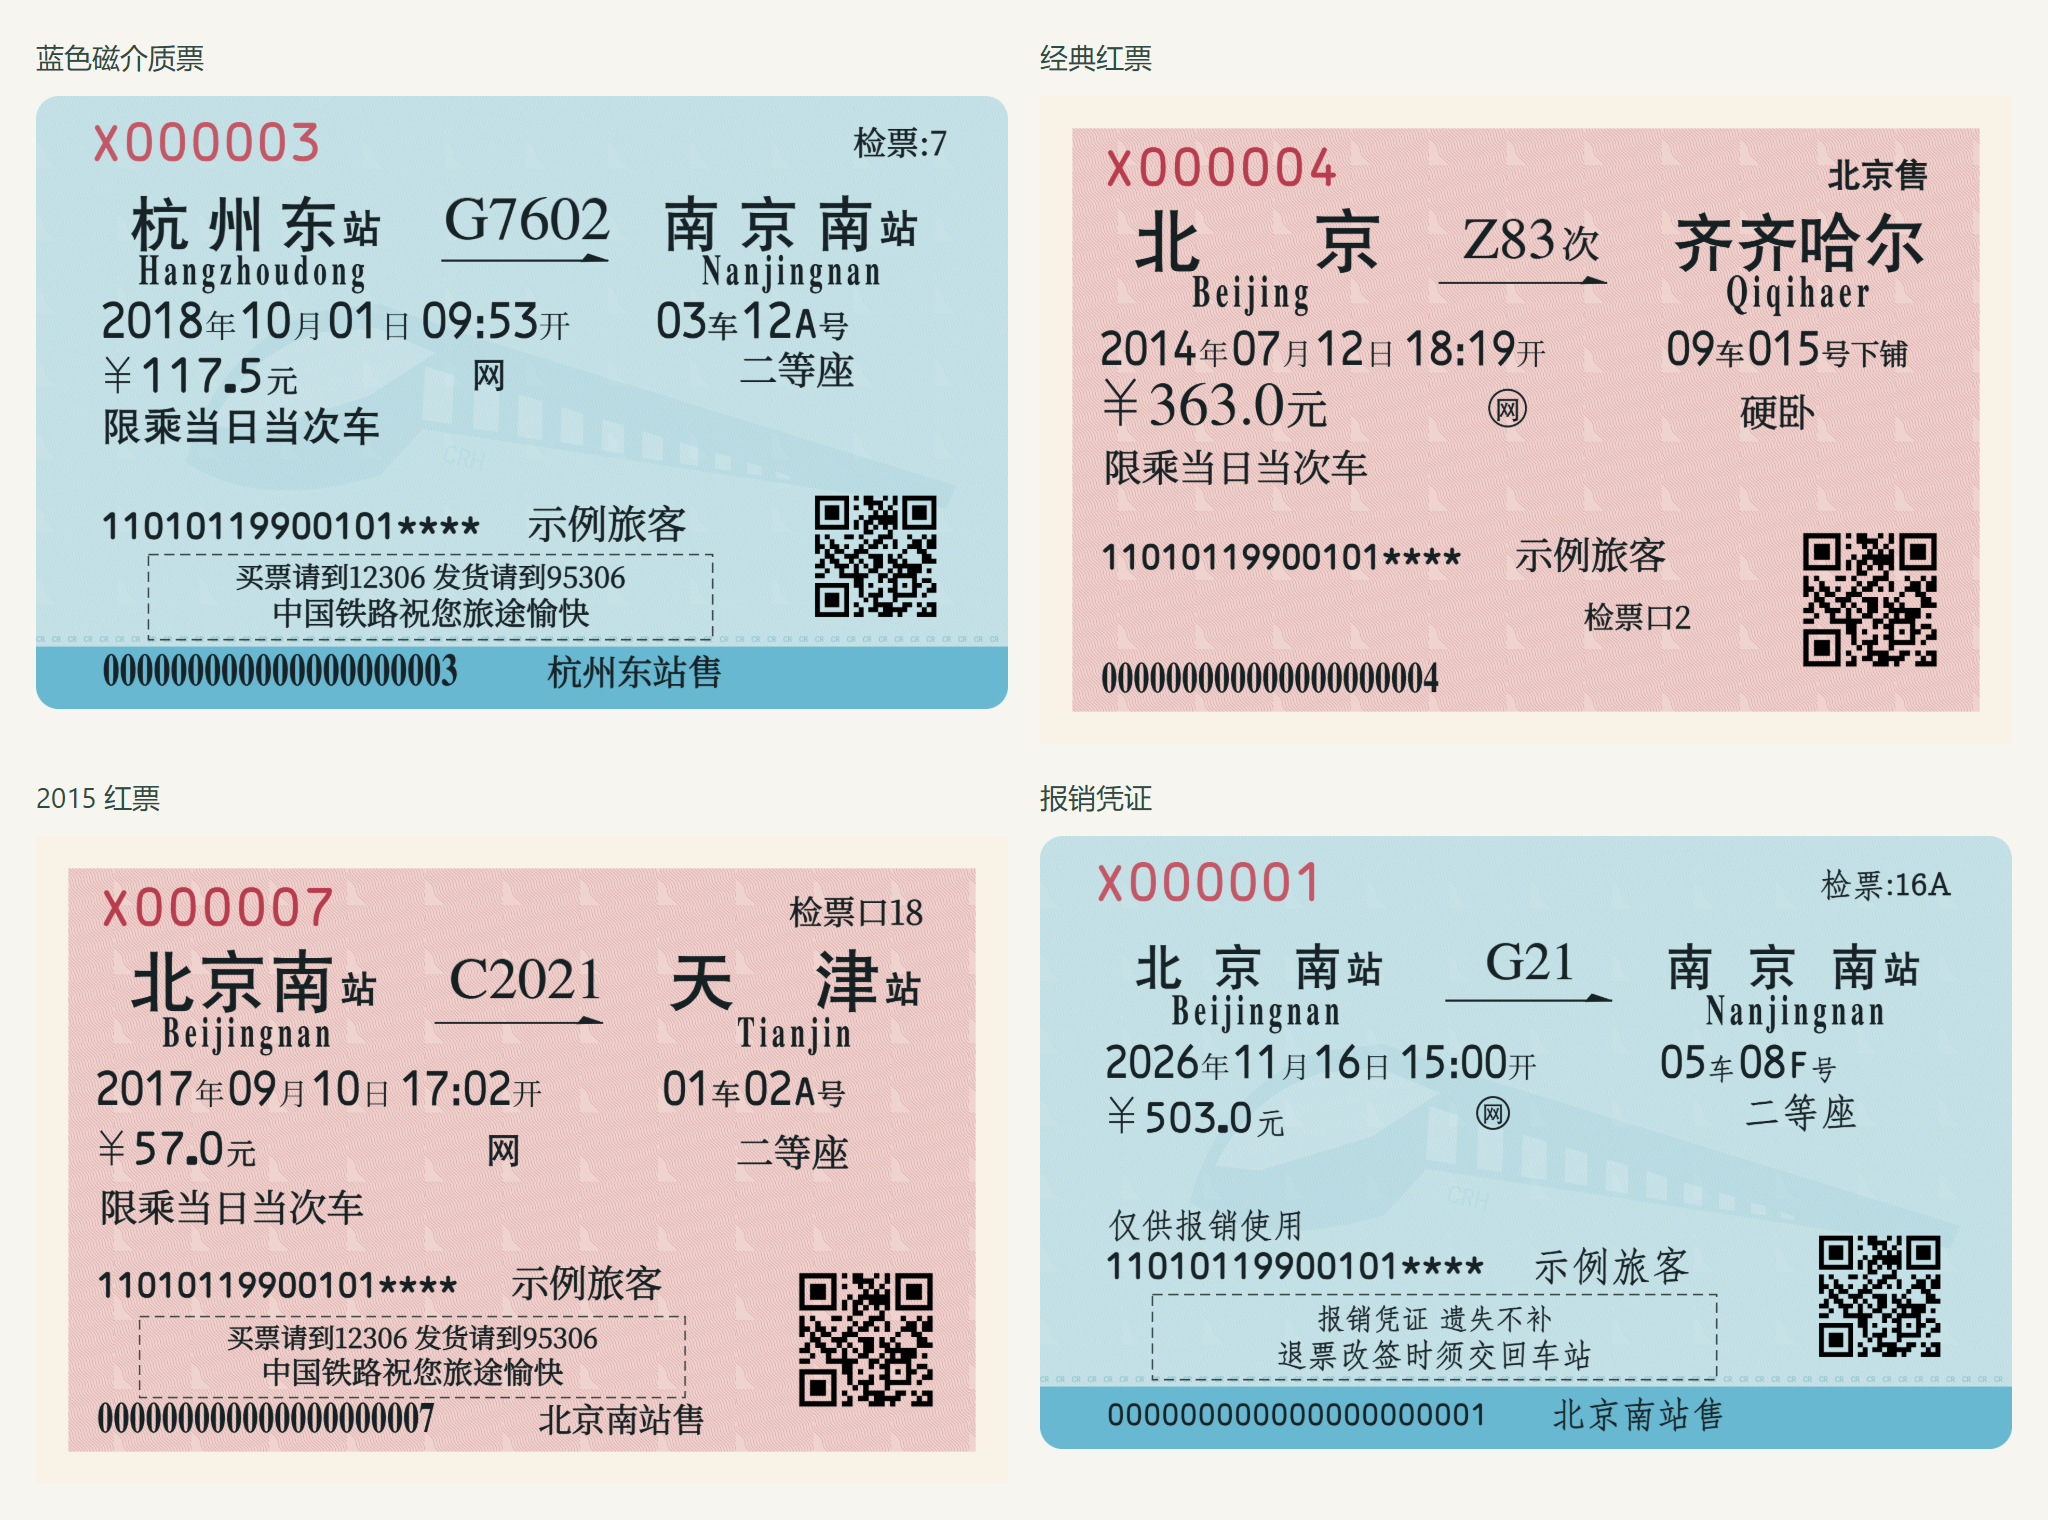 蓝色磁介质票
X000003
检票:7
杭州东站 G7602 南京南站
Hangzhoudong Nanjingnan
2018年10月01日 09:53开 03车12A号
¥117.5元 网 二等座
限乘当日当次车
CRH
1101011990010​1**** 示例旅客
买票请到12306 发货请到95306
中国铁路祝您旅途愉快
000000000000000000003 杭州东站售
经典红票
X000004
北京售
北京 Z83次 齐齐哈尔
Beijing Qiqihaer
2014年07月12日 18:19开 09车015号下铺
¥363.0元 网 硬卧
限乘当日当次车
11010119900101**** 示例旅客
检票口2
000000000000000000004
2015 红票
X000007
检票口18
北京南站 C2021 天津站
Beijingnan Tianjin
2017年09月10日 17:02开 01车02A号
¥57.0元 网 二等座
限乘当日当次车
11010119900101**** 示例旅客
买票请到12306 发货请到95306
中国铁路祝您旅途愉快
000000000000000000007 北京南站售
报销凭证
X000001
检票:16A
北京南站 G21 南京南站
Beijingnan Nanjingnan
2026年11月16日 15:00开 05车08F号
¥503.0元 网 二等座
CRH
仅供报销使用
11010119900101**** 示例旅客
报销凭证 遗失不补
退票改签时须交回车站
000000000000000000001 北京南站售